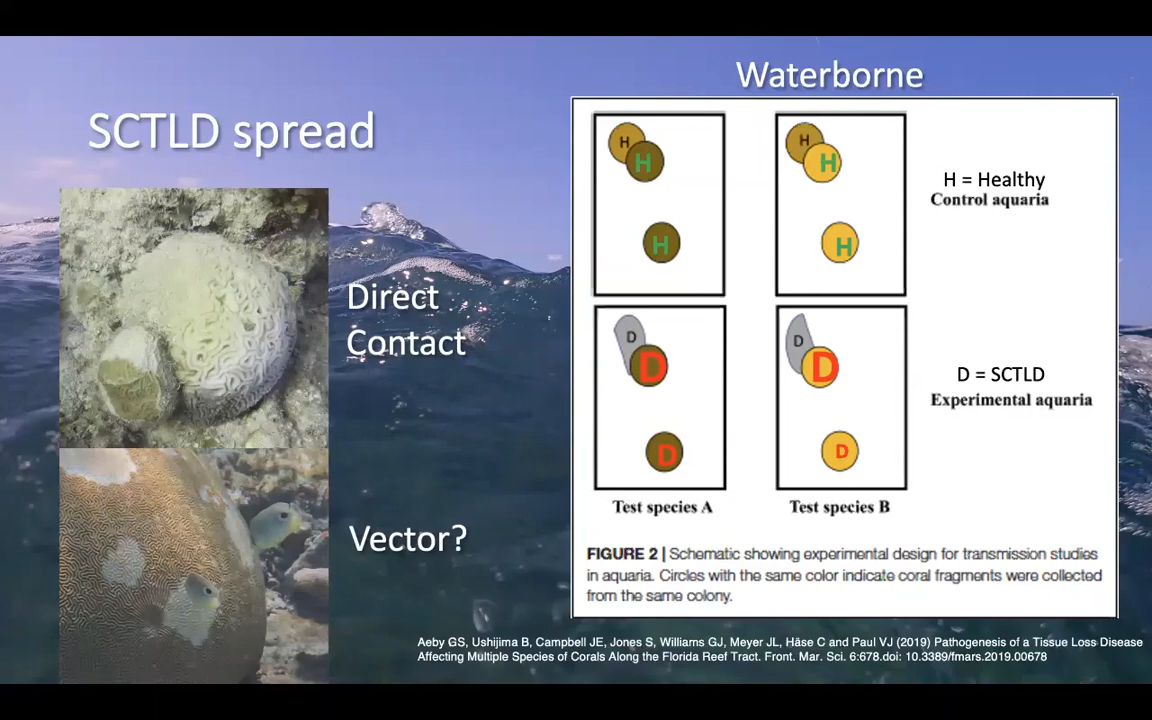 SCTLD spread
Direct
Contact
Vector?
Waterborne
H
H
H
H
H
H
H = Healthy
Control aquaria
D
D
D
D
D
D
D = SCTLD
Experimental aquaria
Test species A
Test species B
FIGURE 2 | Schematic showing experimental design for transmission studies
in aquaria. Circles with the same color indicate coral fragments were collected
from the same colony.
Aeby GS, Ushijima B, Campbell JE, Jones S, Williams GJ, Meyer JL, Häse C and Paul VJ (2019) Pathogenesis of a Tissue Loss Disease
Affecting Multiple Species of Corals Along the Florida Reef Tract. Front. Mar. Sci. 6:678.doi: 10.3389/fmars.2019.00678